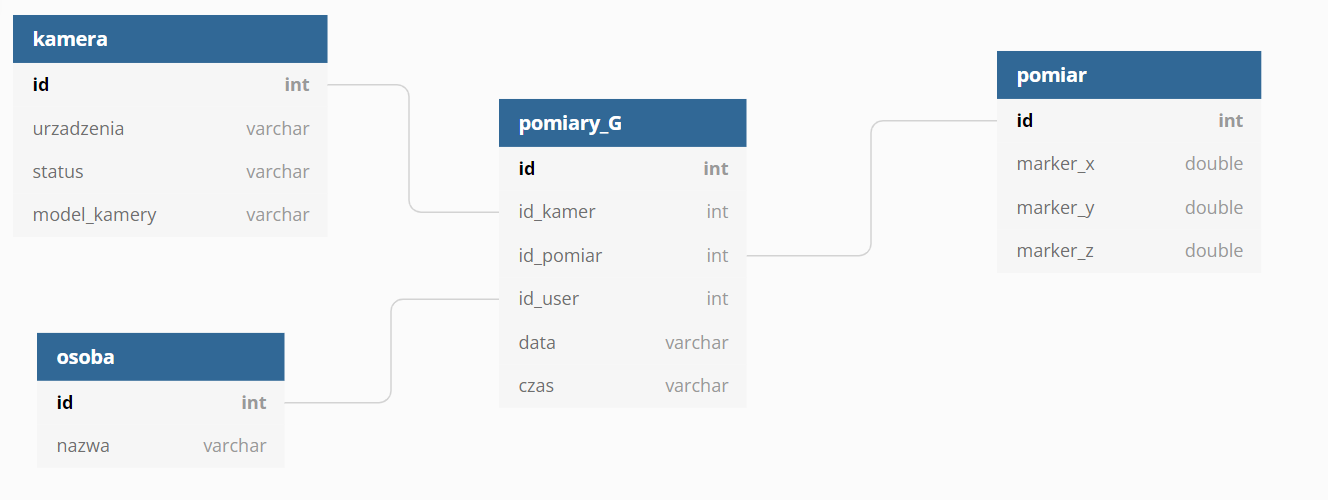 kamera
id int
urzadzenia varchar
status varchar
model_kamery varchar
osoba
id int
nazwa varchar
pomiary_G
id int
id_kamer int
id_pomiar int
id_user int
data varchar
czas varchar
pomiar
id int
marker_x double
marker_y double
marker_z double